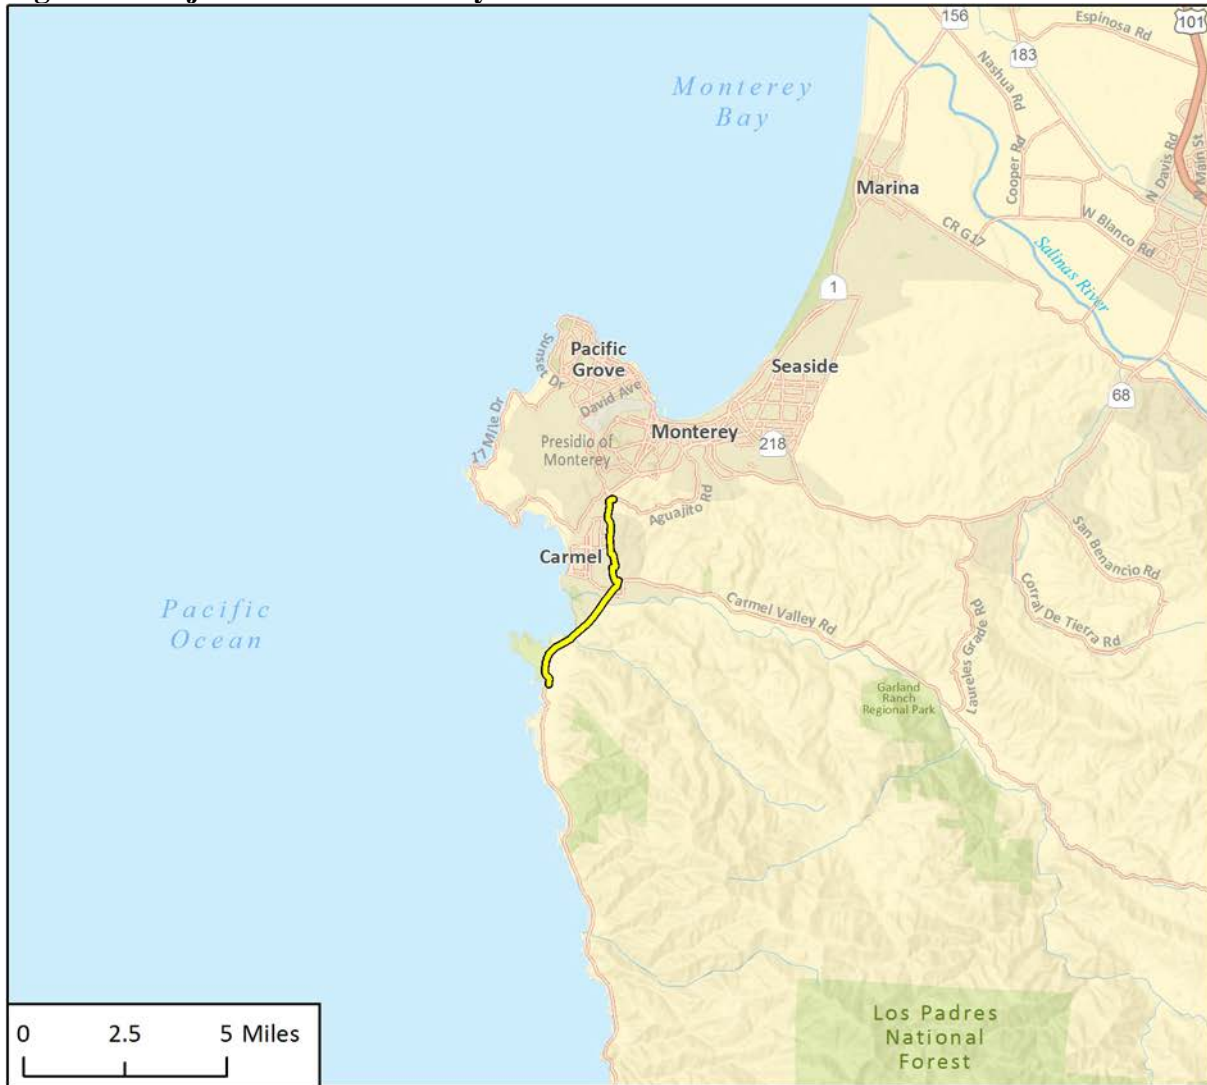 156
Espinosa Rd
101
183
Nashua Rd
Monterey
Bay
Cooper Rd
N Davis Rd
N Main St
Marina
W Blanco Rd
CR G17
Salinas River
1
Sunset Dr
Pacific
Grove
Seaside
David Ave
68
17 Mile Dr
Monterey
218
Presidio of
Monterey
Aguajito Rd
San Benancio Rd
Carmel
Corral De Tierra Rd
Pacific
Ocean
Carmel Valley Rd
Laureles Grade Rd
Garland
Ranch
Regional Park
Los Padres
National
Forest
0 2.5 5 Miles